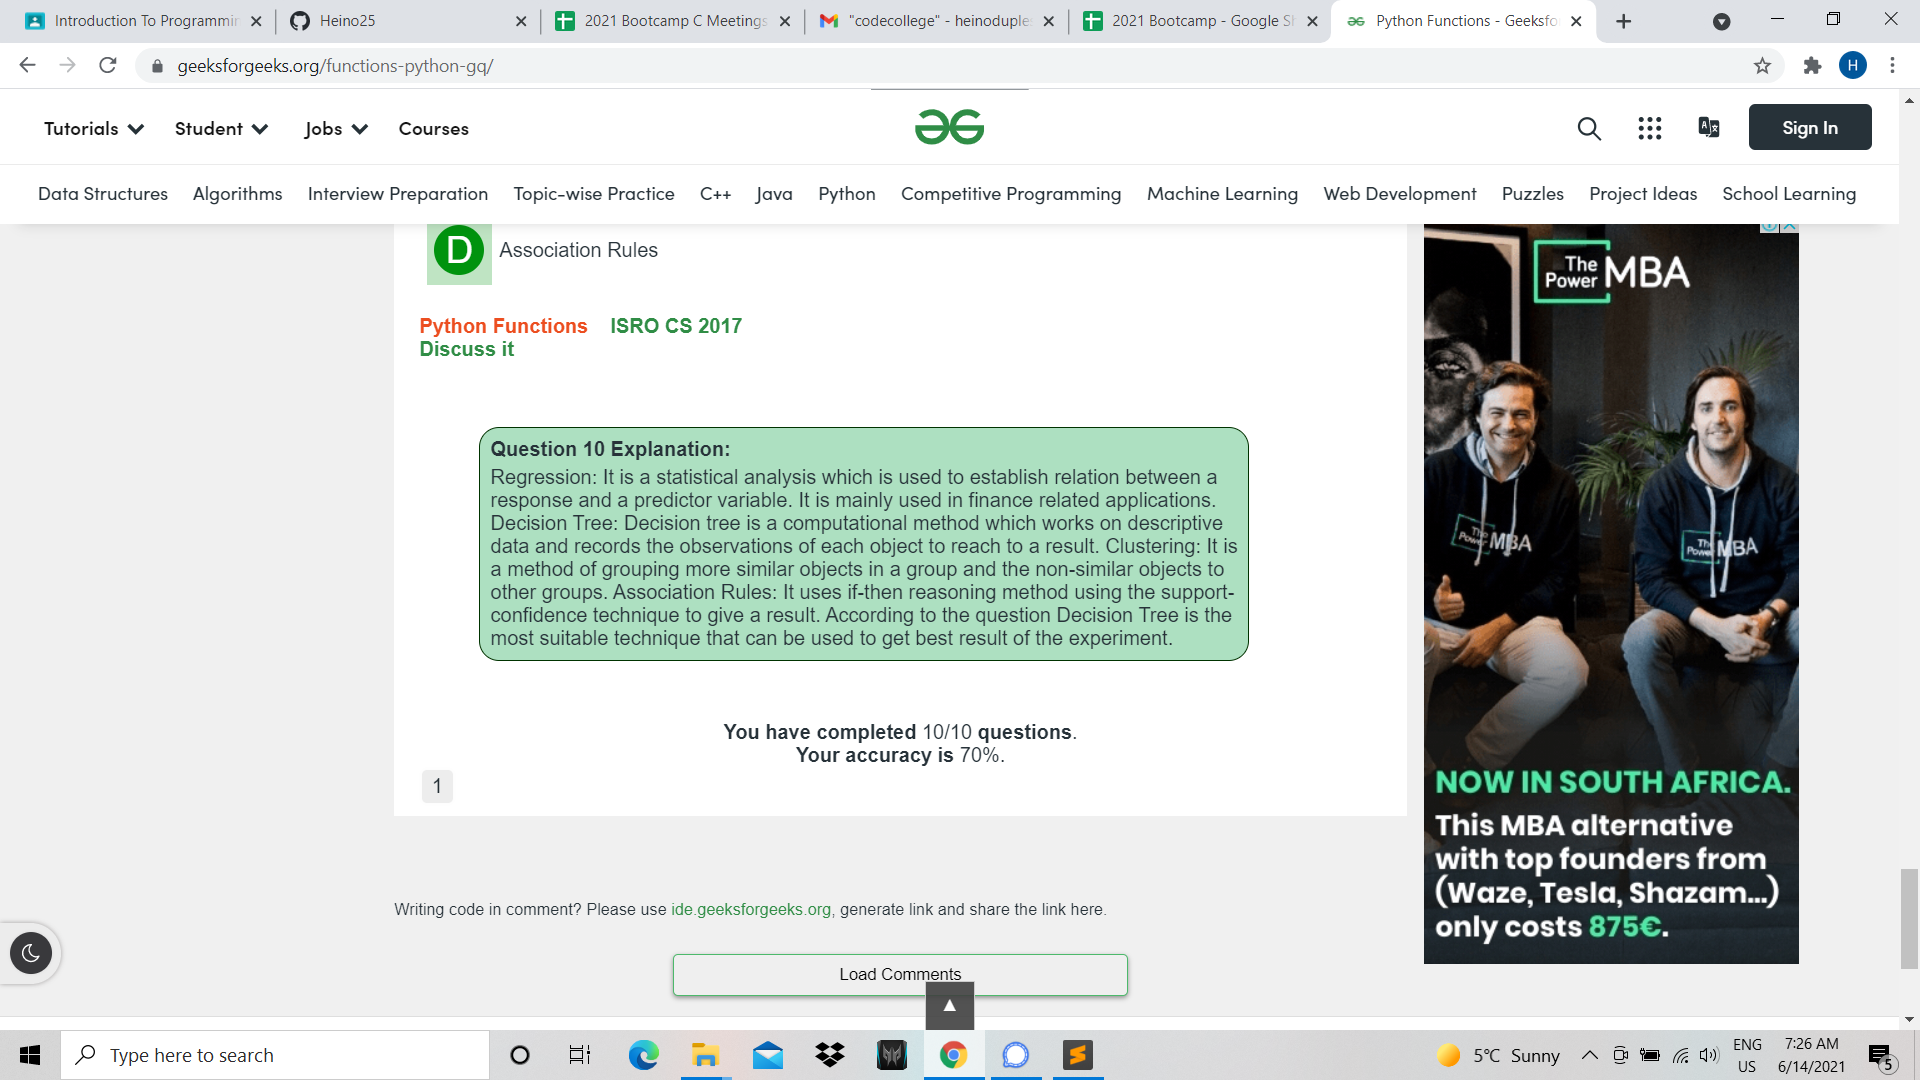 Introduction To Programmin
Heino25
2021 Bootcamp C Meetings
"codecollege" - heinoduples
2021 Bootcamp - Google Sh
Python Functions - Geeksfo
geeksforgeeks.org/functions-python-gq/
H
Tutorials
Student
Jobs
Courses
Sign In
Data Structures
Algorithms
Interview Preparation
Topic-wise Practice
C++
Java
Python
Competitive Programming
Machine Learning
Web Development
Puzzles
Project Ideas
School Learning
D Association Rules
Python Functions ISRO CS 2017
Discuss it
Question 10 Explanation:
Regression: It is a statistical analysis which is used to establish relation between a
response and a predictor variable. It is mainly used in finance related applications.
Decision Tree: Decision tree is a computational method which works on descriptive
data and records the observations of each object to reach to a result. Clustering: It is
a method of grouping more similar objects in a group and the non-similar objects to
other groups. Association Rules: It uses if-then reasoning method using the support-
confidence technique to give a result. According to the question Decision Tree is the
most suitable technique that can be used to get best result of the experiment.
You have completed 10/10 questions.
Your accuracy is 70%.
1
Writing code in comment? Please use ide.geeksforgeeks.org, generate link and share the link here.
Load Comments
The
Power MBA
The
Power MBA
The
Power MBA
NOW IN SOUTH AFRICA.
This MBA alternative
with top founders from
(Waze, Tesla, Shazam...)
only costs 875€.
Type here to search
5°C Sunny
ENG
US
7:26 AM
6/14/2021
5